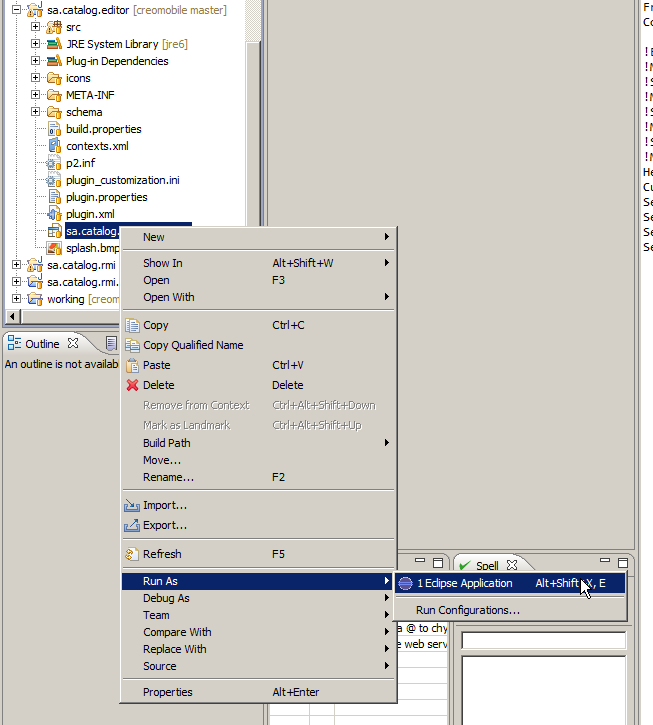 sa.catalog.editor [creomobile master]
src
JRE System Library [jre6]
Plug-in Dependencies
icons
META-INF
schema
build.properties
contexts.xml
p2.inf
plugin_customization.ini
plugin.properties
plugin.xml
sa.catalog.
splash.bmp
sa.catalog.rmi
sa.catalog.rmi.
working [creom
Outline
An outline is not availab
New
Show In Alt+Shift+W
Open F3
Open With
Copy Ctrl+C
Copy Qualified Name
Paste Ctrl+V
Delete Delete
Remove from Context Ctrl+Alt+Shift+Down
Mark as Landmark Ctrl+Alt+Shift+Up
Build Path
Move...
Rename... F2
Import...
Export...
Refresh F5
Run As
Debug As
Team
Compare With
Replace With
Source
Properties Alt+Enter
Spell
1 Eclipse Application Alt+Shift+X, E
Run Configurations...
a @ to chy
e web serv
Fr
Co
!E
!M
!S
!M
!S
!M
!S
!M
He
Cu
Se
Se
Se
Se